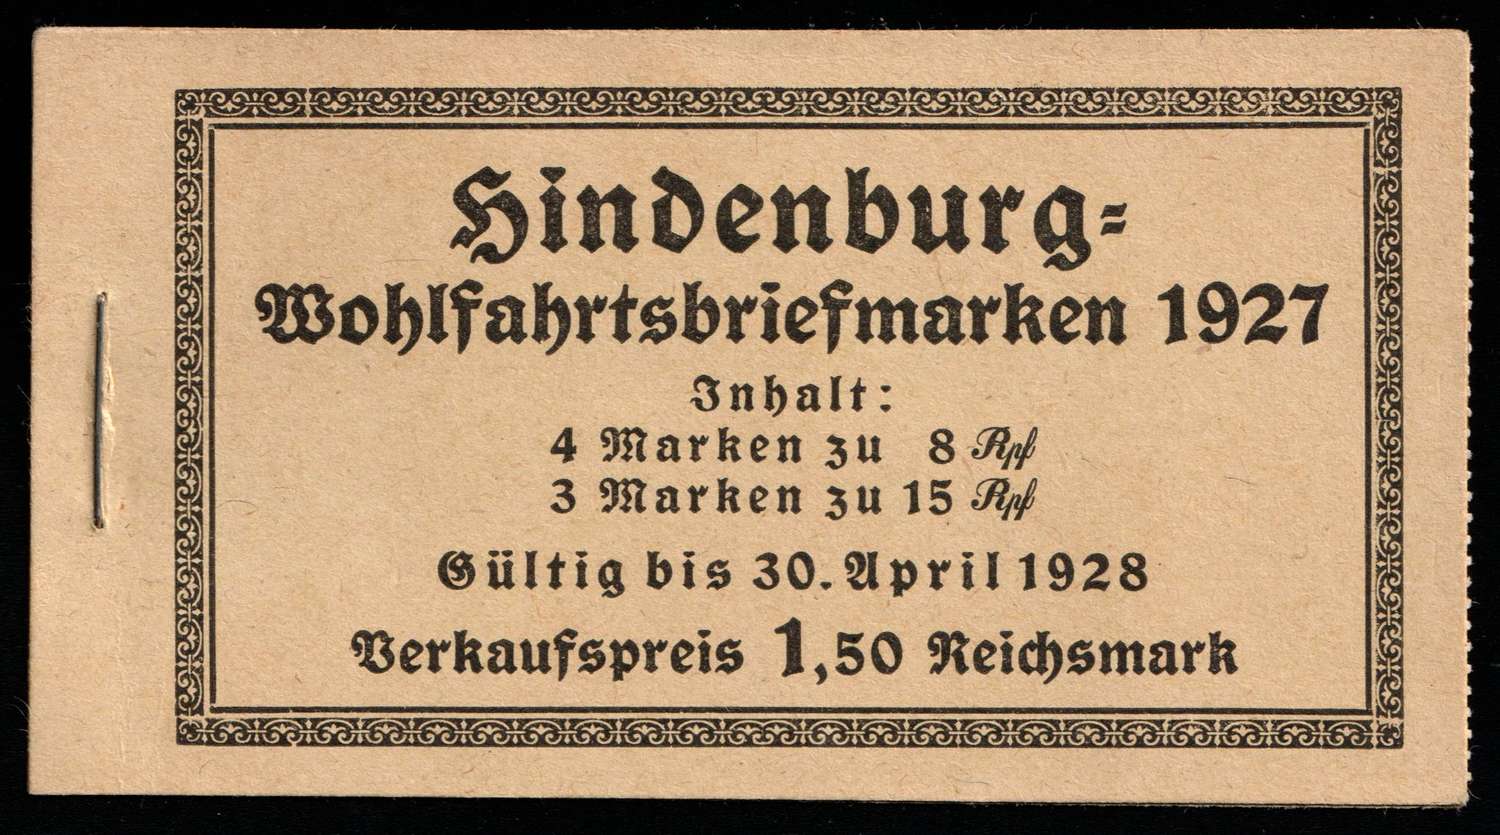 Hindenburg-
Wohlfahrtsbriefmarken 1927
Inhalt:
4 Marken zu 8 Rpf
3 Marken zu 15 Rpf
Gültig bis 30. April 1928
Verkaufspreis 1,50 Reichsmark